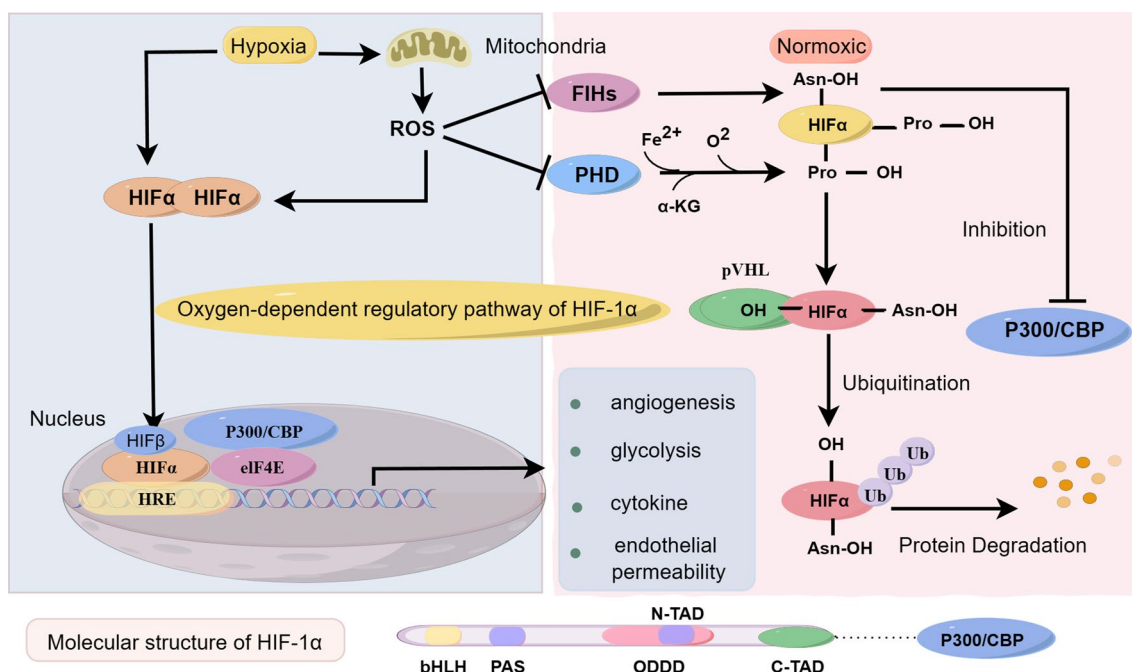 Hypoxia
Mitochondria
ROS
HIFα HIFα
Nucleus
HIFβ
P300/CBP
HIFα
eIF4E
HRE
Oxygen-dependent regulatory pathway of HIF-1α
Normoxic
FIHs
Asn-OH
HIFα
Pro
OH
Fe2+
O2
PHD
Pro
OH
α-KG
Inhibition
pVHL
OH
HIFα
Asn-OH
P300/CBP
Ubiquitination
OH
Ub
Ub
Ub
HIFα
Asn-OH
Protein Degradation
angiogenesis
glycolysis
cytokine
endothelial
permeability
Molecular structure of HIF-1α
N-TAD
bHLH
PAS
ODDD
C-TAD
P300/CBP